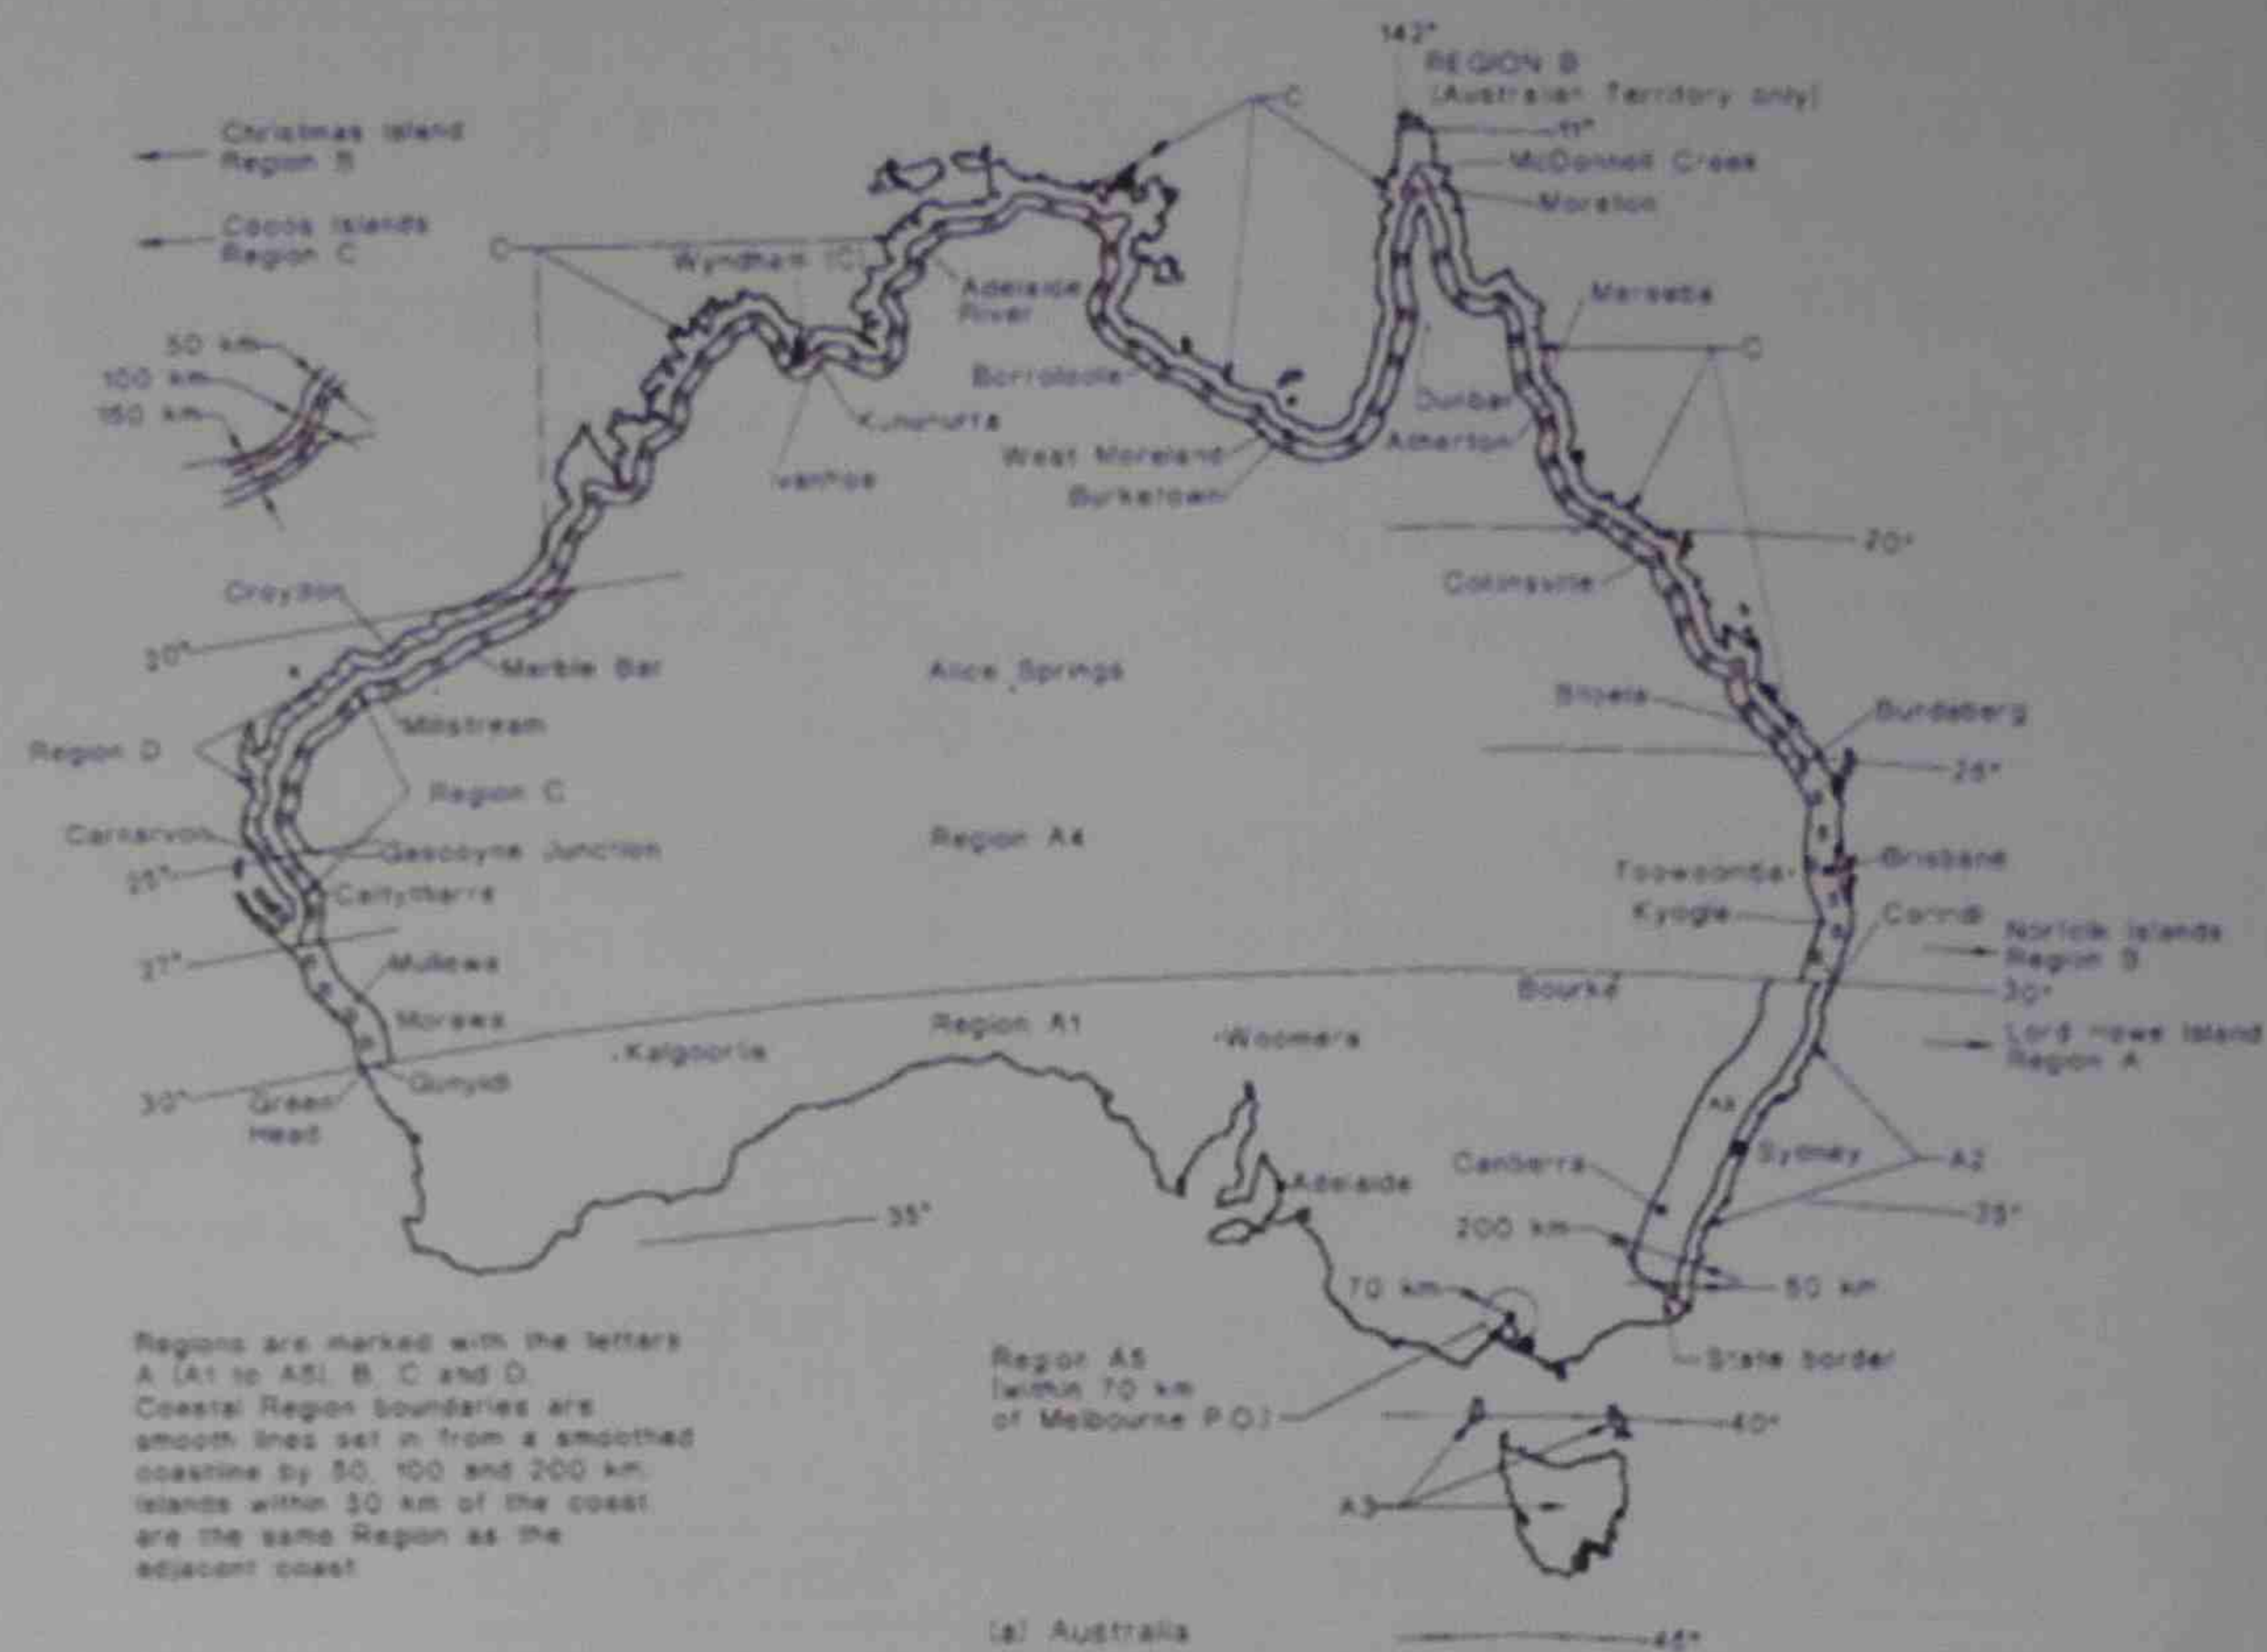 142°
REGION B
(Australian Territory only)
11°
McDonnell Creek
Moreton
C
Christmas Island
Region B
Cocos Islands
Region C
C
Wyndham (C)
Adelaide
River
Mareeba
C
50 km
100 km
150 km
Borroloola
Kununurra
Ivanhoe
West Moreland
Burketown
Dunbar
Atherton
20°
Collinsville
Croydon
20°
Marble Bar
Alice Springs
Millstream
Region D
Region C
Biloela
Bundaberg
25°
Carnarvon
25°
Gascoyne Junction
Region A4
Callytharra
Toowoomba
Brisbane
Kyogle
Corindi
Norfolk Islands
Region B
27°
Mullewa
Morawa
Bourke
30°
Lord Howe Island
Region A
Region A1
Kalgoorlie
Woomera
30°
Green
Head
Gunyidi
Sydney
A2
Canberra
Adelaide
35°
35°
200 km
70 km
50 km
State border
Region A5
(within 70 km
of Melbourne P.O.)
40°
A3
Regions are marked with the letters
A (A1 to A5), B, C and D.
Coastal Region boundaries are
smooth lines set in from a smoothed
coastline by 50, 100 and 200 km.
Islands within 50 km of the coast
are the same Region as the
adjacent coast
(a) Australia
45°